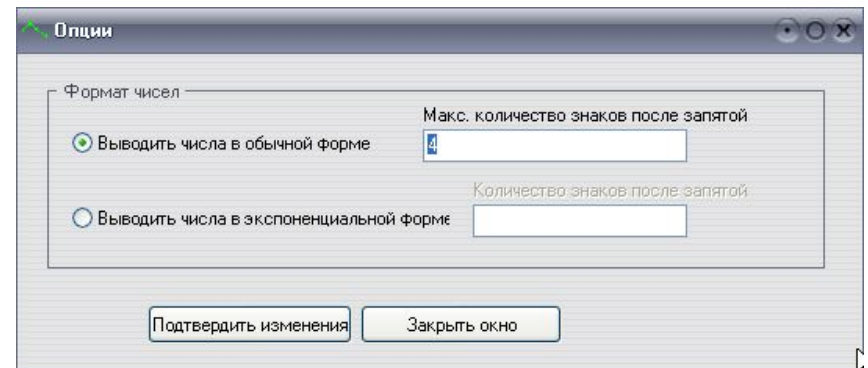 Опции
Формат чисел
Макс. количество знаков после запятой
Выводить числа в обычной форме
4
Количество знаков после запятой
Выводить числа в экспоненциальной форме
Подтвердить изменения
Закрыть окно